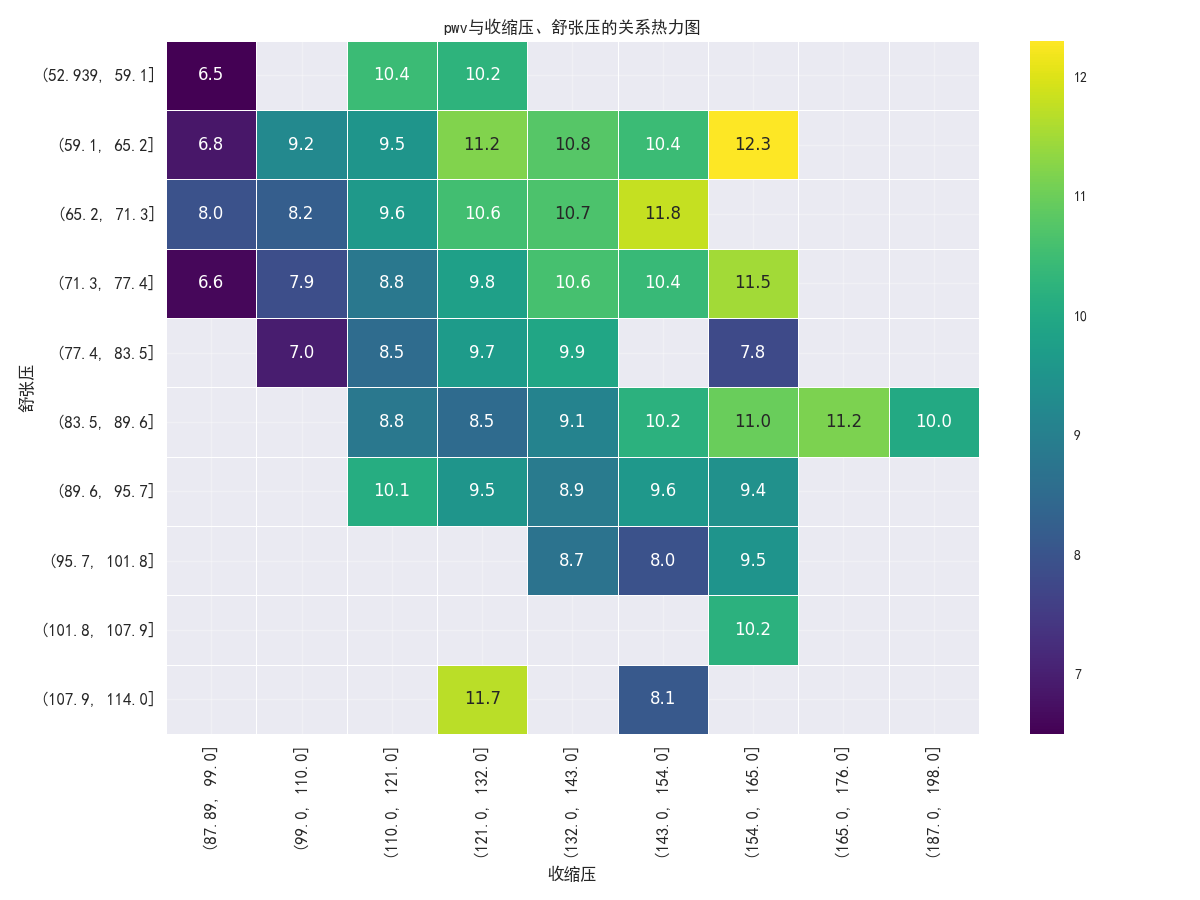 pwv与收缩压、舒张压的关系热力图
(52.939, 59.1] 6.5 10.4 10.2
(59.1, 65.2] 6.8 9.2 9.5 11.2 10.8 10.4 12.3
(65.2, 71.3] 8.0 8.2 9.6 10.6 10.7 11.8
(71.3, 77.4] 6.6 7.9 8.8 9.8 10.6 10.4 11.5
(77.4, 83.5] 7.0 8.5 9.7 9.9 7.8
(83.5, 89.6] 8.8 8.5 9.1 10.2 11.0 11.2 10.0
(89.6, 95.7] 10.1 9.5 8.9 9.6 9.4
(95.7, 101.8] 8.7 8.0 9.5
(101.8, 107.9] 10.2
(107.9, 114.0] 11.7 8.1
舒张压
(87.89, 99.0]
(99.0, 110.0]
(110.0, 121.0]
(121.0, 132.0]
(132.0, 143.0]
(143.0, 154.0]
(154.0, 165.0]
(165.0, 176.0]
(187.0, 198.0]
收缩压
12
11
10
9
8
7